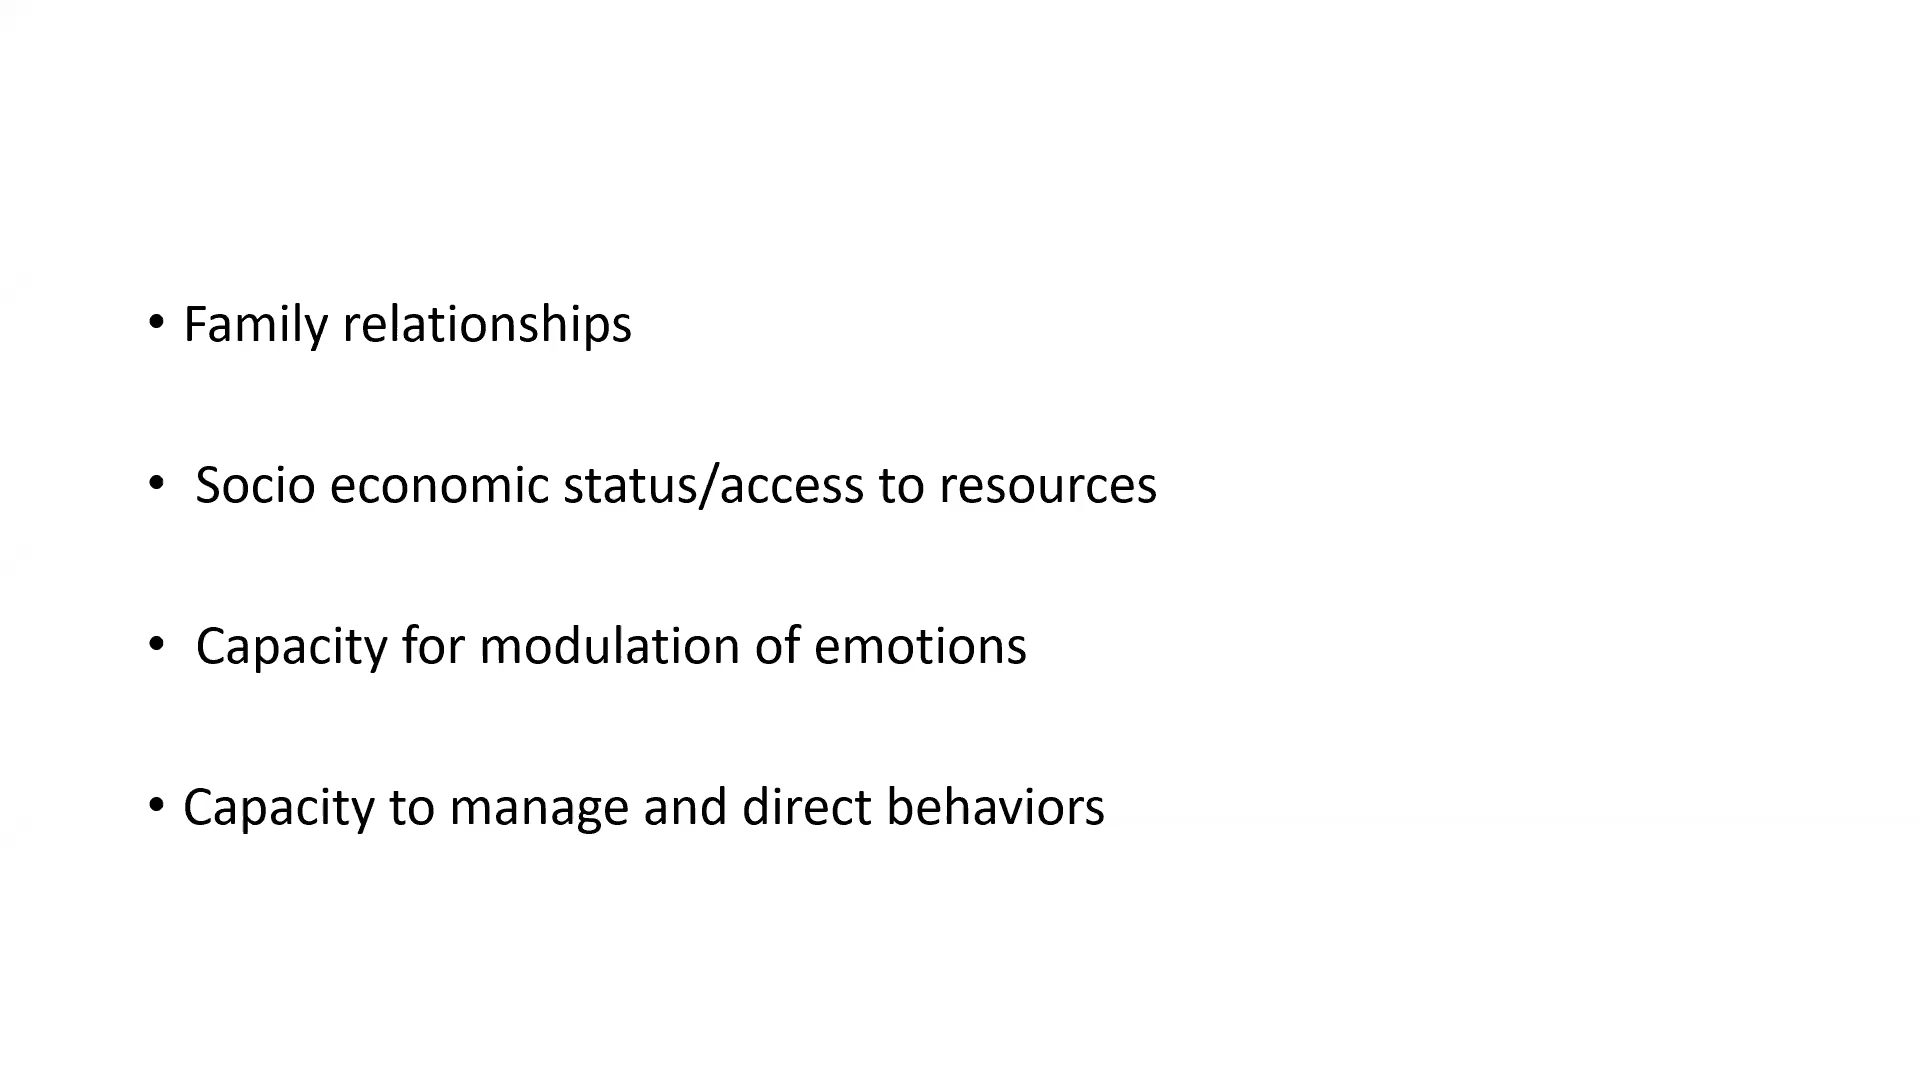 • Family relationships
• Socio economic status/access to resources
• Capacity for modulation of emotions
• Capacity to manage and direct behaviors